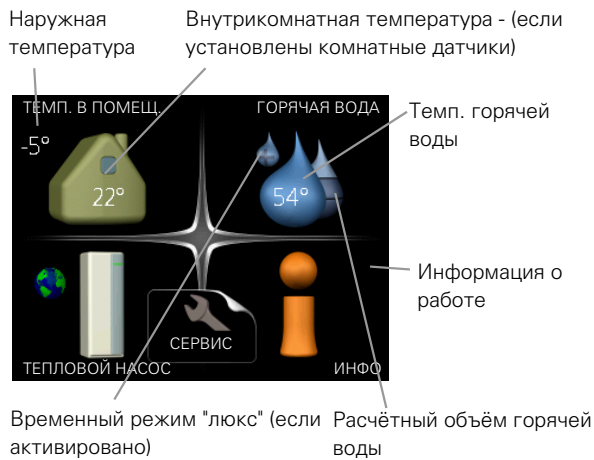 Наружная
температура
Внутрикомнатная температура - (если
установлены комнатные датчики)
ТЕМП. В ПОМЕЩ.
ГОРЯЧАЯ ВОДА
-5°
22°
54°
Темп. горячей
воды
Информация о
работе
СЕРВИС
ТЕПЛОВОЙ НАСОС
ИНФО
Временный режим "люкс" (если
активировано)
Расчётный объём горячей
воды